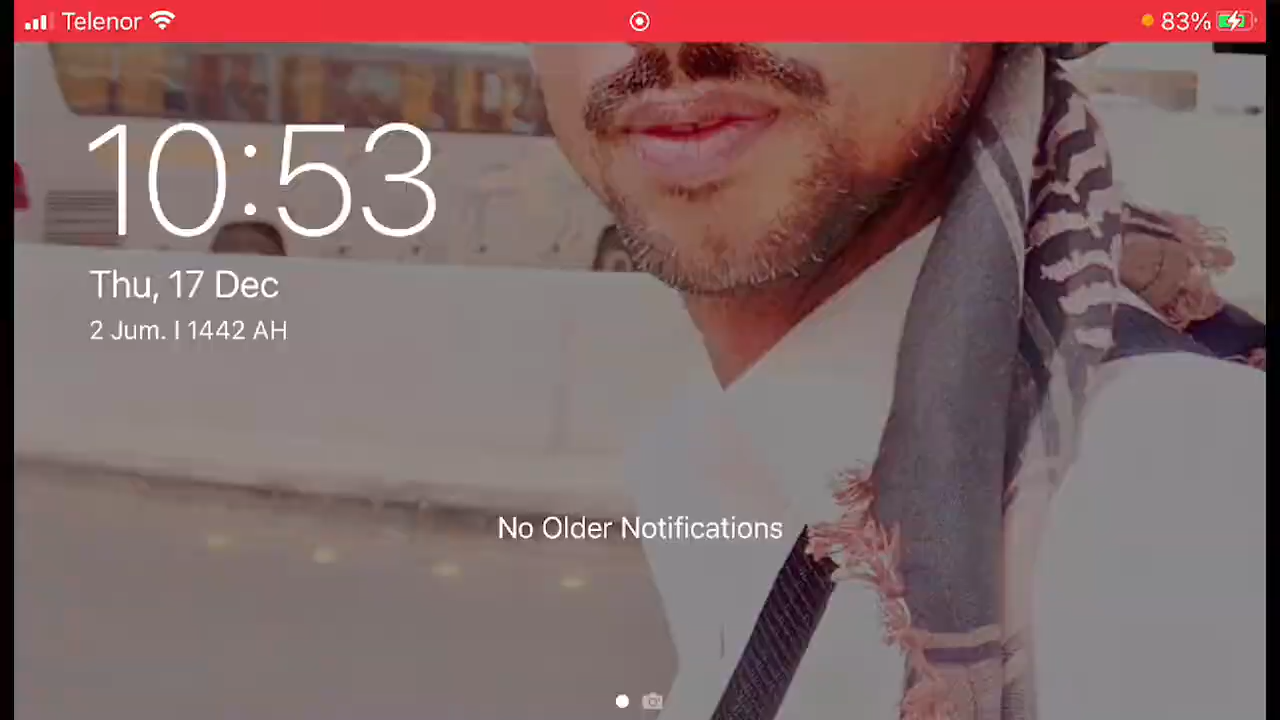 Telenor
83%
10:53
Thu, 17 Dec
2 Jum. I 1442 AH
No Older Notifications